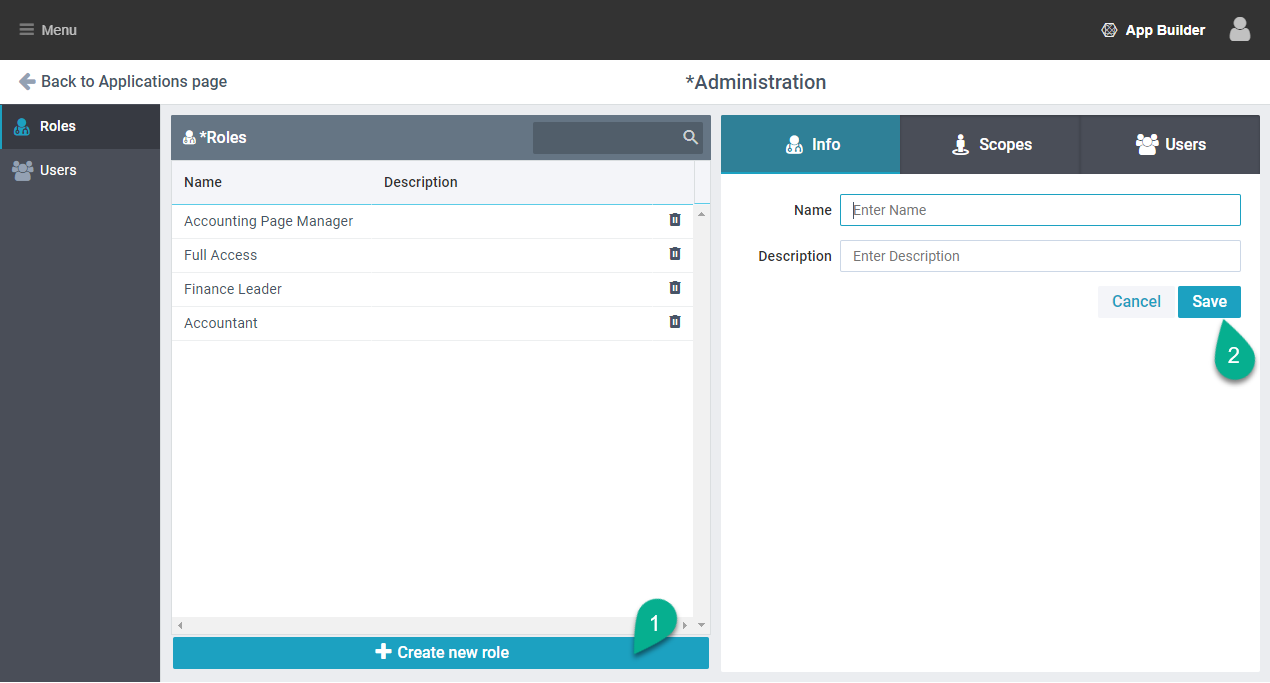 Menu
App Builder
Back to Applications page
*Administration
Roles
Users
*Roles
Name Description
Accounting Page Manager
Full Access
Finance Leader
Accountant
1
Create new role
Info Scopes Users
Name Enter Name
Description Enter Description
Cancel Save
2